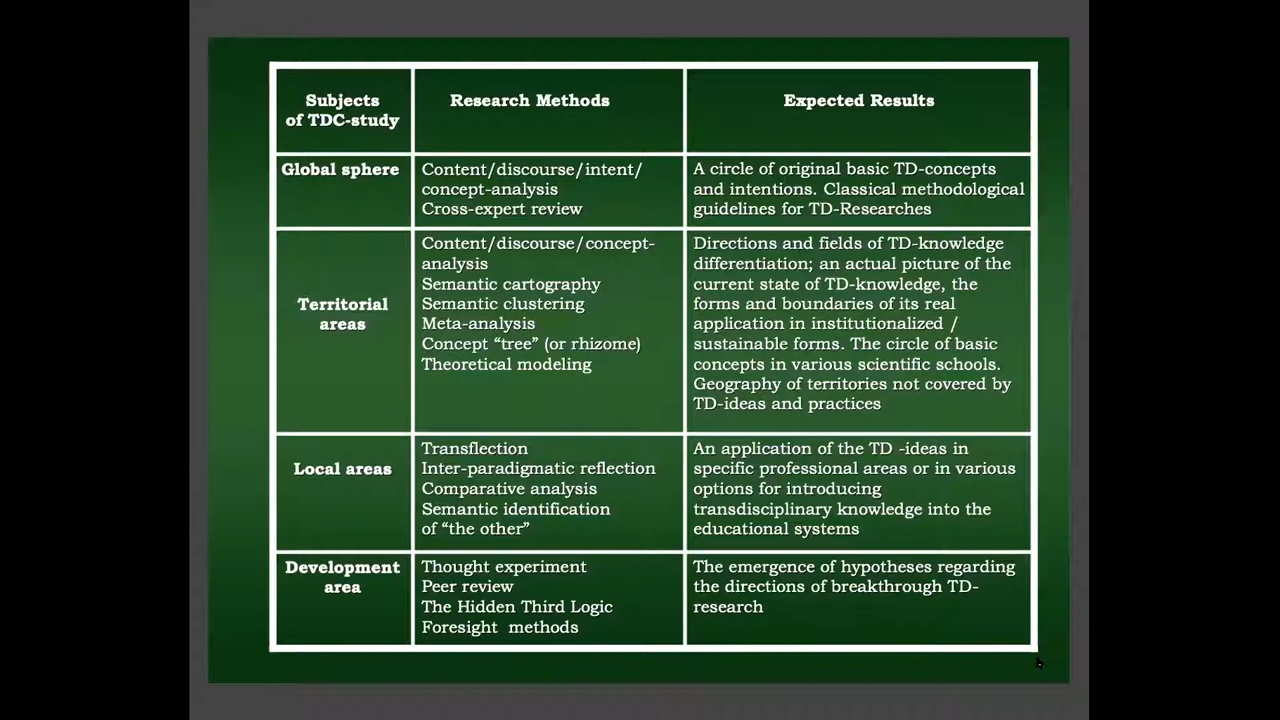 Subjects
of TDC-study
Research Methods
Expected Results
Global sphere
Content/discourse/intent/
concept-analysis
Cross-expert review
A circle of original basic TD-concepts
and intentions. Classical methodological
guidelines for TD-Researches
Territorial
areas
Content/discourse/concept-
analysis
Semantic cartography
Semantic clustering
Meta-analysis
Concept “tree” (or rhizome)
Theoretical modeling
Directions and fields of TD-knowledge
differentiation; an actual picture of the
current state of TD-knowledge, the
forms and boundaries of its real
application in institutionalized /
sustainable forms. The circle of basic
concepts in various scientific schools.
Geography of territories not covered by
TD-ideas and practices
Local areas
Transflection
Inter-paradigmatic reflection
Comparative analysis
Semantic identification
of “the other”
An application of the TD -ideas in
specific professional areas or in various
options for introducing
transdisciplinary knowledge into the
educational systems
Development
area
Thought experiment
Peer review
The Hidden Third Logic
Foresight methods
The emergence of hypotheses regarding
the directions of breakthrough TD-
research